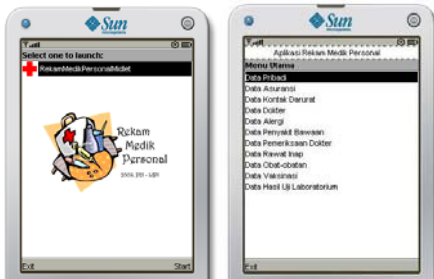 Sun
microsystems
Select one to launch:
RekamMedikPersonalMidlet
Rekam
Medik
Personal
Exit
Start
Sun
microsystems
Aplikasi Rekam Medik Personal
Menu Utama
Data Pribadi
Data Asuransi
Data Kontak Darurat
Data Dokter
Data Alergi
Data Penyakit Bawaan
Data Pemeriksaan Dokter
Data Rawat Inap
Data Obat-obatan
Data Vaksinasi
Data Hasil Uji Laboratorium
Exit